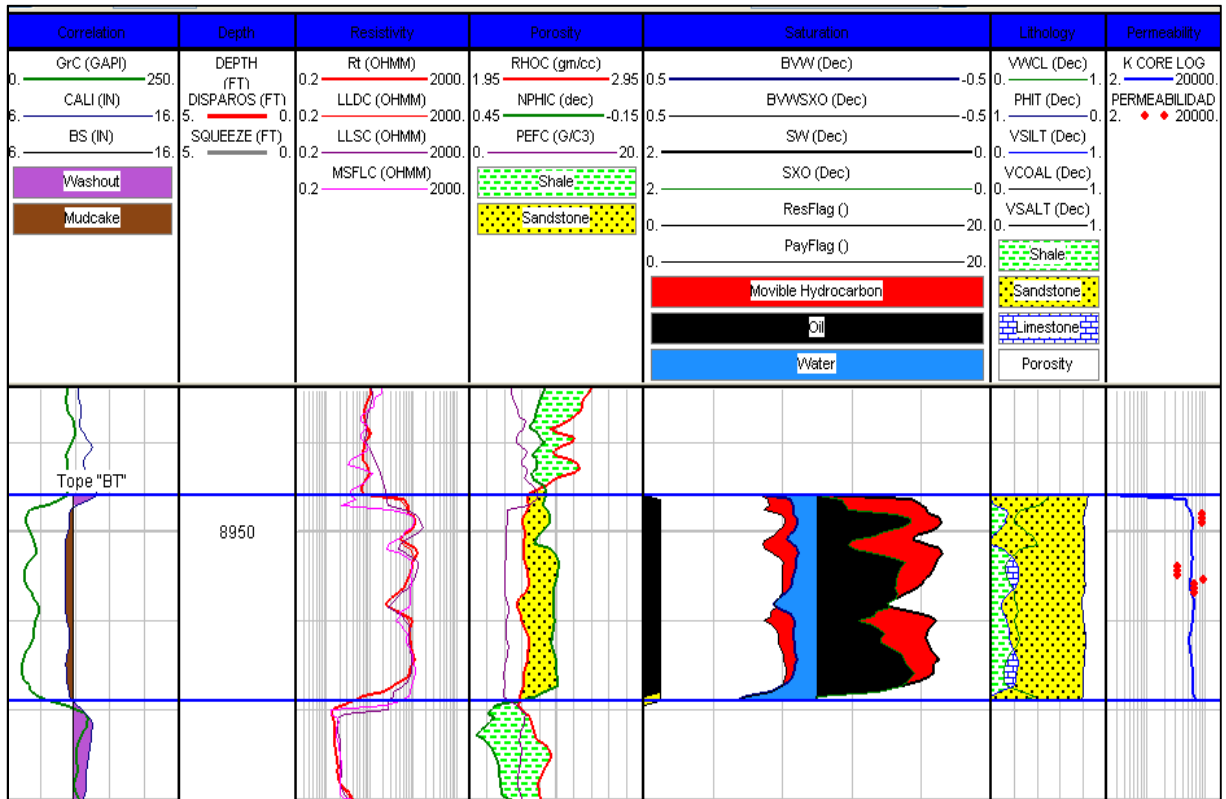 Correlation
Depth
Resistivity
Porosity
Saturation
Lithology
Permeability
GrC (GAPI)
0. 250.
CALI (IN)
6. 16.
BS (IN)
6. 16.
Washout
Mudcake
DEPTH
(FT)
DISPAROS (FT)
5. 0.
SQUEEZE (FT)
5. 0.
Rt (OHMM)
0.2 2000.
LLDC (OHMM)
0.2 2000.
LLSC (OHMM)
0.2 2000.
MSFLC (OHMM)
0.2 2000.
RHOC (gm/cc)
1.95 2.95
NPHIC (dec)
0.45 -0.15
PEFC (G/C3)
0. 20.
Shale
Sandstone
BVW (Dec)
0.5 -0.5
BVWSXO (Dec)
0.5 -0.5
SW (Dec)
2. 0.
SXO (Dec)
2. 0.
ResFlag ()
0. 20.
PayFlag ()
0. 20.
Movible Hydrocarbon
Oil
Water
VWCL (Dec)
0. 1.
PHIT (Dec)
1. 0.
VSILT (Dec)
0. 1.
VCOAL (Dec)
0. 1.
VSALT (Dec)
0. 1.
Shale
Sandstone
Limestone
Porosity
K CORE LOG
2. 20000.
PERMEABILIDAD
2. 20000.
Tope "BT"
8950